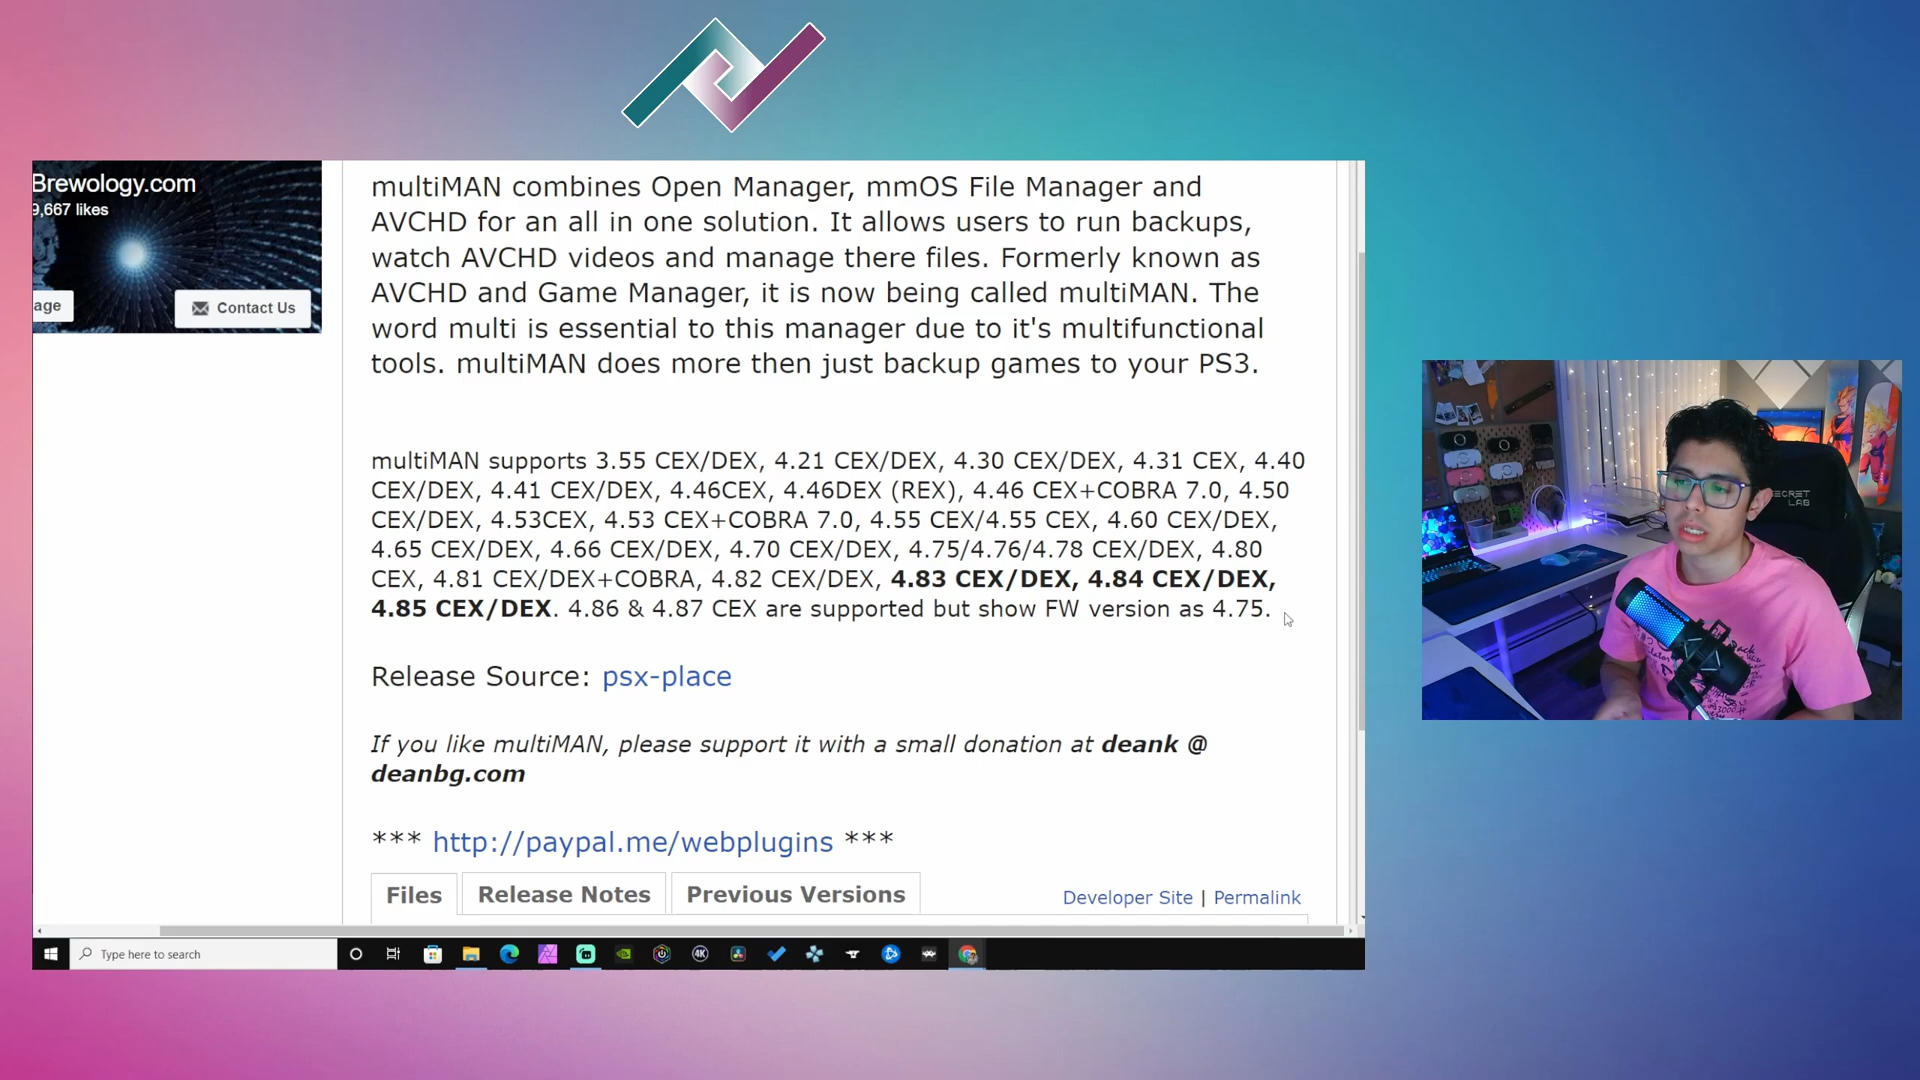 Brewology.com
9,667 likes
age
Contact Us
multiMAN combines Open Manager, mmOS File Manager and
AVCHD for an all in one solution. It allows users to run backups,
watch AVCHD videos and manage there files. Formerly known as
AVCHD and Game Manager, it is now being called multiMAN. The
word multi is essential to this manager due to it's multifunctional
tools. multiMAN does more then just backup games to your PS3.
multiMAN supports 3.55 CEX/DEX, 4.21 CEX/DEX, 4.30 CEX/DEX, 4.31 CEX, 4.40
CEX/DEX, 4.41 CEX/DEX, 4.46CEX, 4.46DEX (REX), 4.46 CEX+COBRA 7.0, 4.50
CEX/DEX, 4.53CEX, 4.53 CEX+COBRA 7.0, 4.55 CEX/4.55 CEX, 4.60 CEX/DEX,
4.65 CEX/DEX, 4.66 CEX/DEX, 4.70 CEX/DEX, 4.75/4.76/4.78 CEX/DEX, 4.80
CEX, 4.81 CEX/DEX+COBRA, 4.82 CEX/DEX, 4.83 CEX/DEX, 4.84 CEX/DEX,
4.85 CEX/DEX. 4.86 & 4.87 CEX are supported but show FW version as 4.75.
Release Source: psx-place
If you like multiMAN, please support it with a small donation at deank @
deanbg.com
*** http://paypal.me/webplugins ***
Files Release Notes Previous Versions Developer Site | Permalink
Type here to search
4K
SECRET
LAB